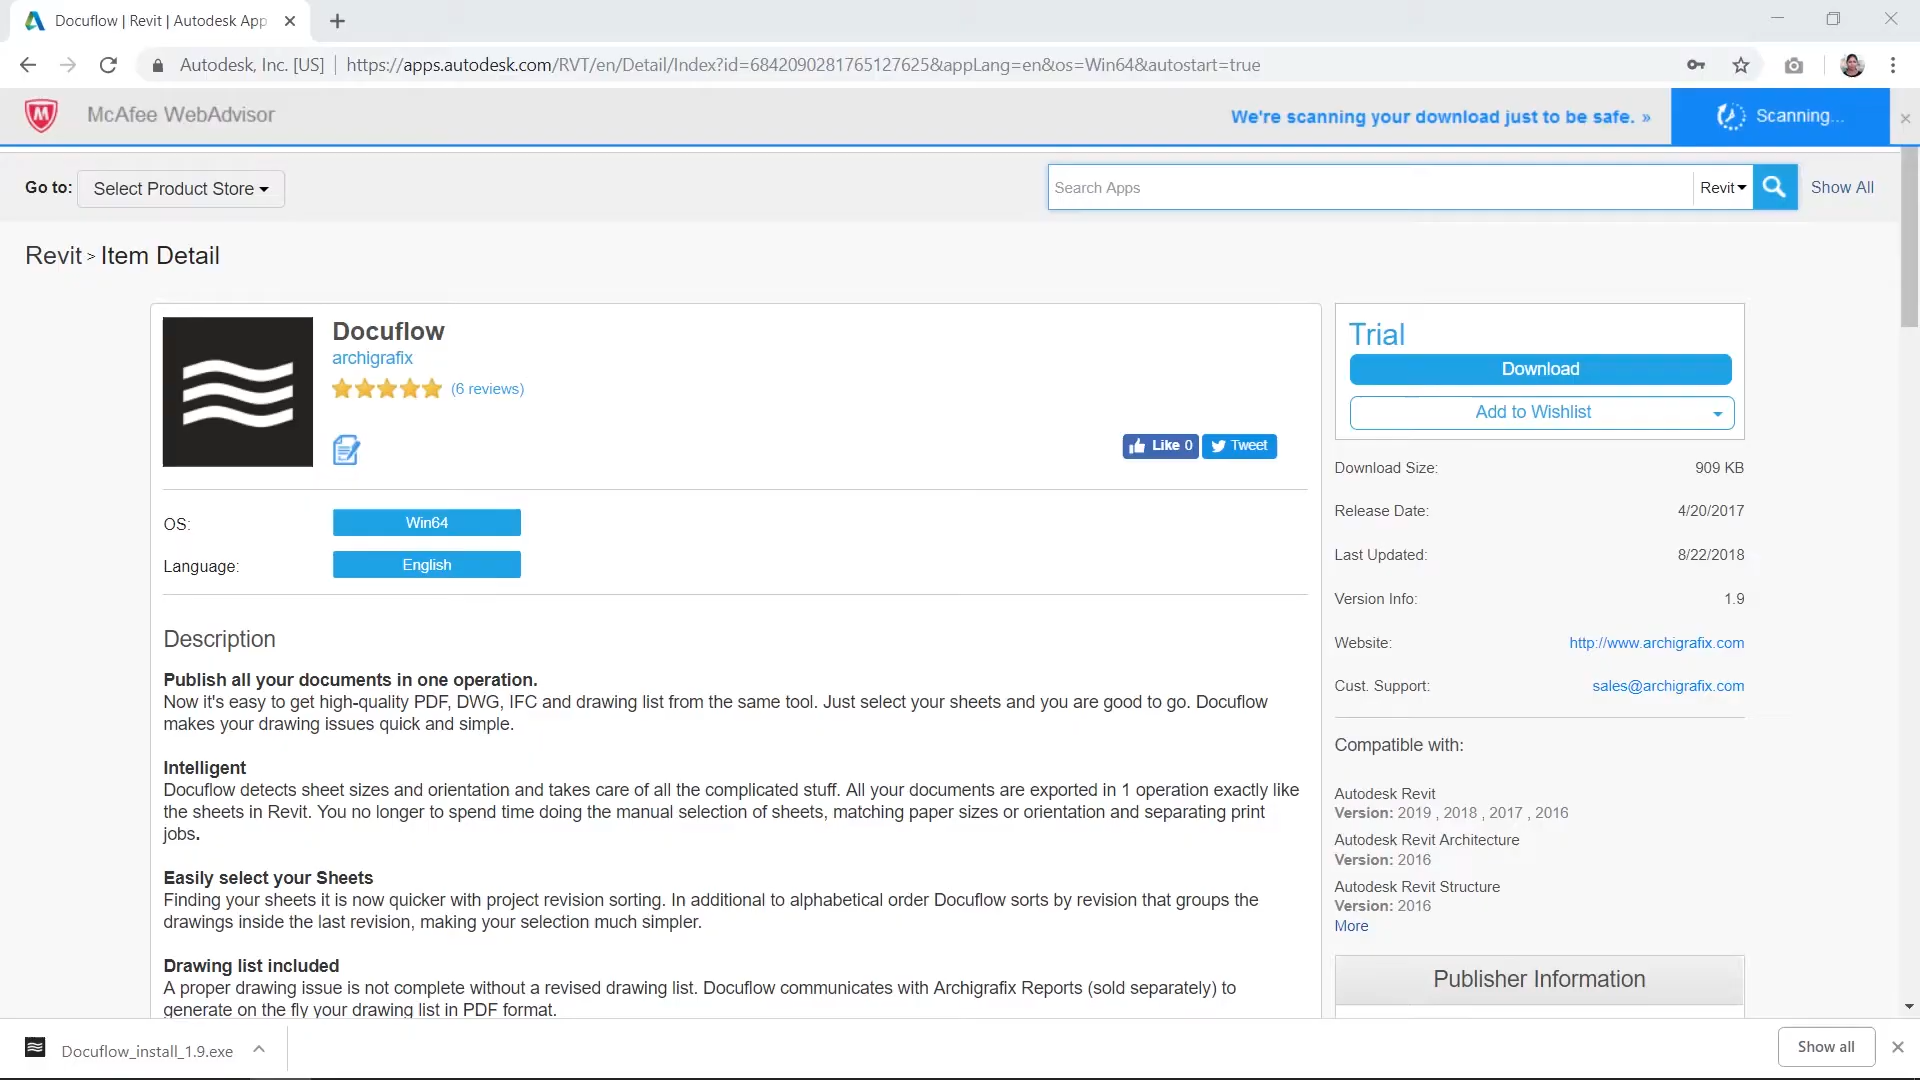 Docuflow | Revit | Autodesk App
Autodesk, Inc. [US] | https://apps.autodesk.com/RVT/en/Detail/Index?id=6842090281765127625&appLang=en&os=Win64&autostart=true
McAfee WebAdvisor
We're scanning your download just to be safe. »
Scanning...
Go to:
Select Product Store
Search Apps
Revit
Show All
Revit > Item Detail
Docuflow
archigrafix
(6 reviews)
Like 0
Tweet
OS:
Win64
Language:
English
Description
Publish all your documents in one operation.
Now it's easy to get high-quality PDF, DWG, IFC and drawing list from the same tool. Just select your sheets and you are good to go. Docuflow
makes your drawing issues quick and simple.
Intelligent
Docuflow detects sheet sizes and orientation and takes care of all the complicated stuff. All your documents are exported in 1 operation exactly like
the sheets in Revit. You no longer to spend time doing the manual selection of sheets, matching paper sizes or orientation and separating print
jobs.
Easily select your Sheets
Finding your sheets it is now quicker with project revision sorting. In additional to alphabetical order Docuflow sorts by revision that groups the
drawings inside the last revision, making your selection much simpler.
Drawing list included
A proper drawing issue is not complete without a revised drawing list. Docuflow communicates with Archigrafix Reports (sold separately) to
generate on the fly your drawing list in PDF format.
Trial
Download
Add to Wishlist
Download Size: 909 KB
Release Date: 4/20/2017
Last Updated: 8/22/2018
Version Info: 1.9
Website: http://www.archigrafix.com
Cust. Support: sales@archigrafix.com
Compatible with:
Autodesk Revit
Version: 2019 , 2018 , 2017 , 2016
Autodesk Revit Architecture
Version: 2016
Autodesk Revit Structure
Version: 2016
More
Publisher Information
Docuflow_install_1.9.exe
Show all